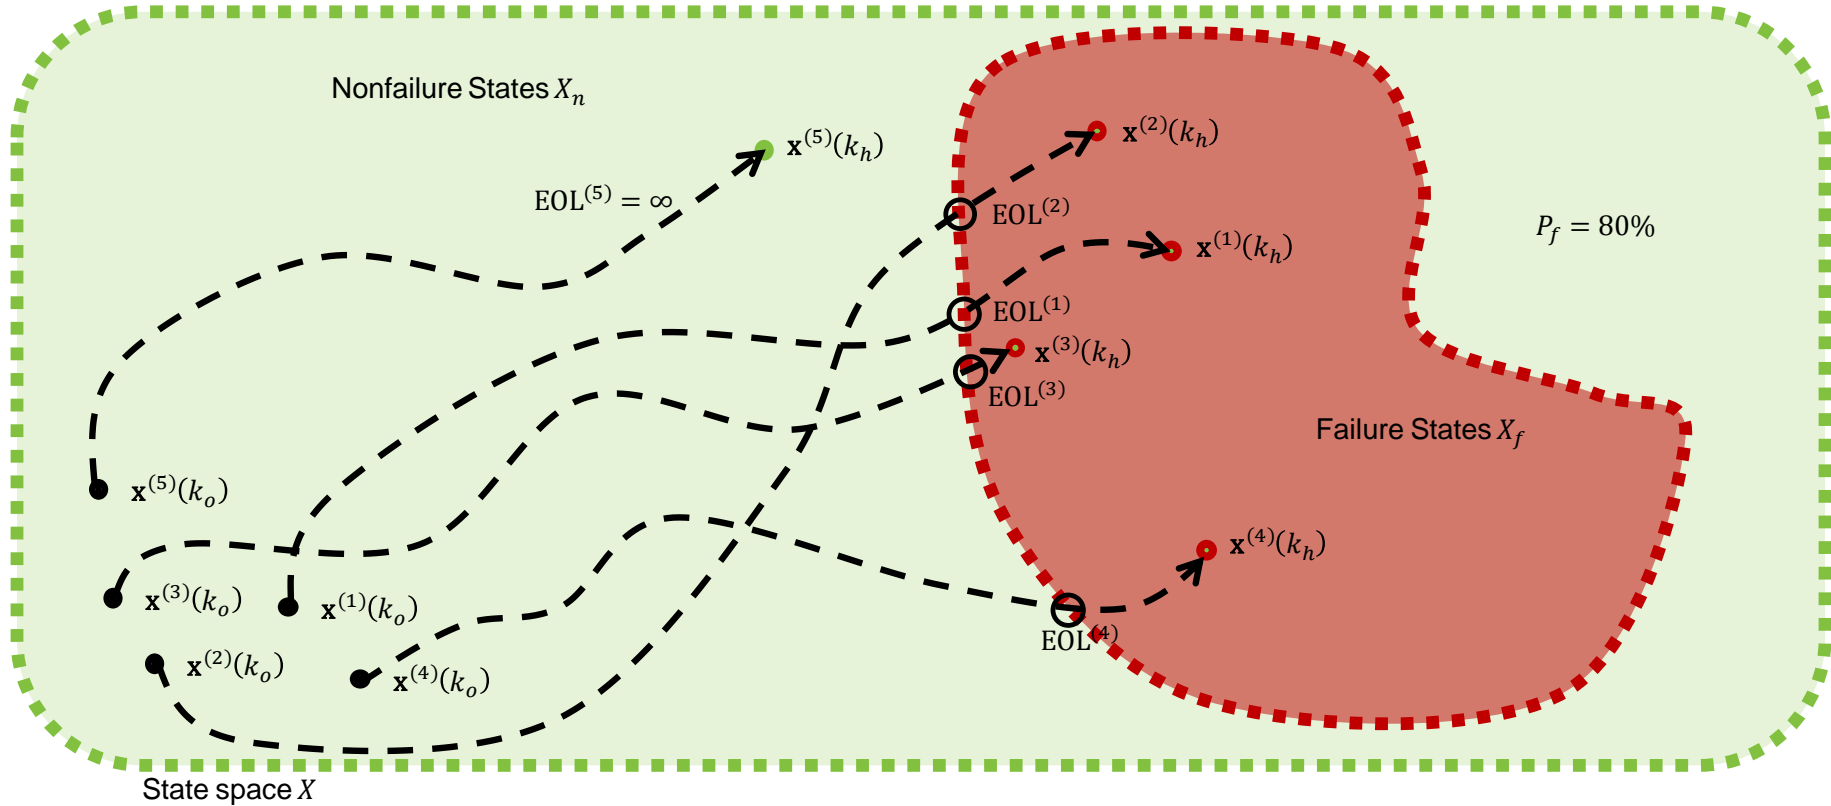 Nonfailure States Xₙ
x⁽⁵⁾(kₕ)
EOL⁽⁵⁾ = ∞
x⁽²⁾(kₕ)
EOL⁽²⁾
P_f = 80%
x⁽¹⁾(kₕ)
EOL⁽¹⁾
x⁽³⁾(kₕ)
EOL⁽³⁾
Failure States X_f
x⁽⁵⁾(kₒ)
x⁽⁴⁾(kₕ)
x⁽³⁾(kₒ)
x⁽¹⁾(kₒ)
EOL⁽⁴⁾
x⁽²⁾(kₒ)
x⁽⁴⁾(kₒ)
State space X